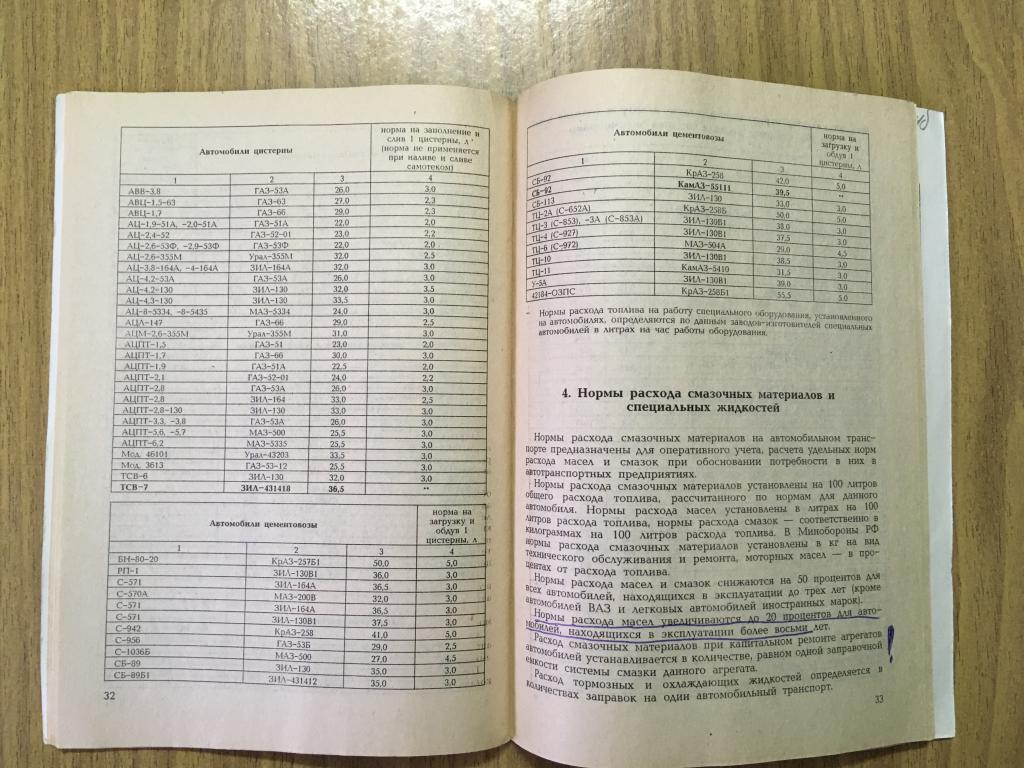 Автомобили цистерны
норма на заполнение и
слив 1 цистерны, л
(норма не применяется
при наливе и сливе
самотеком)
1 2 3 4
АВВ-3,8 ГАЗ-53А 26,0 3,0
АВЦ-1,5-63 ГАЗ-63 27,0 2,3
АВЦ-1,7 ГАЗ-66 29,0 2,3
АЦ-1,9-51А, -2,0-51А ГАЗ-51А 22,0 2,0
АЦ-2,4-52 ГАЗ-52-01 23,0 2,2
АЦ-2,6-53Ф, -2,9-53Ф ГАЗ-53Ф 22,0 2,0
АЦ-2,6-355М Урал-355М 32,0 2,5
АЦ-3,8-164А, -4-164А ЗИЛ-164А 32,0 3,0
АЦ-4,2-53А ГАЗ-53А 26,0 3,0
АЦ-4,2-130 ЗИЛ-130 32,0 3,5
АЦ-4,3-130 ЗИЛ-130 33,5 3,0
АЦ-8-5334, -8-5435 МАЗ-5334 24,0 3,0
АЦЛ-147 ГАЗ-66 29,0 2,5
АЦМ-2,6-355М Урал-355М 31,0 3,0
АЦПТ-1,5 ГАЗ-51 23,0 2,0
АЦПТ-1,7 ГАЗ-66 30,0 3,0
АЦПТ-1,9 ГАЗ-51А 22,5 2,0
АЦПТ-2,1 ГАЗ-52-01 24,0 2,2
АЦПТ-2,8 ГАЗ-53А 26,0 3,0
АЦПТ-2,8 ЗИЛ-164 33,0 2,5
АЦПТ-2,8-130 ЗИЛ-130 33,0 3,0
АЦПТ-3,3, -3,8 ГАЗ-53А 26,0 3,0
АЦПТ-5,6, -5,7 МАЗ-500 25,5 3,0
АЦПТ-6,2 МАЗ-5335 25,5 3,0
Мод. 46101 Урал-43203 33,5 3,0
Мод. 3613 ГАЗ-53-12 25,5 3,0
ТСВ-6 ЗИЛ-130 32,0 3,0
ТСВ-7 ЗИЛ-431418 36,5 **
Автомобили цементовозы
норма на
загрузку и
обдув 1
цистерны, л
1 2 3 4
БН-80-20 КрАЗ-257Б1 50,0 5,0
РП-1 ЗИЛ-130В1 36,0 3,0
С-571 ЗИЛ-164А 36,5 3,0
С-570А МАЗ-200В 32,0 3,0
С-571 ЗИЛ-164А 36,5 3,0
С-571 ЗИЛ-130В1 37,5 3,0
С-942 КрАЗ-258 41,0 5,0
С-956 ГАЗ-53Б 29,0 2,5
С-1036Б МАЗ-500 27,0 4,5
СБ-89 ЗИЛ-130 35,0 3,0
СБ-89Б1 ЗИЛ-431412 35,0 3,0
32
Автомобили цементовозы
норма на
загрузку и
обдув 1
цистерны, л
1 2 3 4
СБ-92 КрАЗ-258 42,0 5,0
СБ-92 КамАЗ-55111 39,5 **
СБ-113 ЗИЛ-130 33,0 3,0
ТЦ-2А (С-652А) КрАЗ-258Б 50,0 5,0
ТЦ-3 (С-853), -3А (С-853А) ЗИЛ-130В1 38,0 3,0
ТЦ-4 (С-927) ЗИЛ-130В1 37,5 3,0
ТЦ-6 (С-972) МАЗ-504А 29,0 4,5
ТЦ-10 ЗИЛ-130В1 38,5 3,0
ТЦ-11 КамАЗ-5410 31,5 3,0
У-5А ЗИЛ-130В1 39,0 3,0
42184-ОЗПС КрАЗ-258Б1 55,5 5,0
Нормы расхода топлива на работу специального оборудования, установленного
на автомобилях, определяются по данным заводов-изготовителей специальных
автомобилей в литрах на час работы оборудования.
4. Нормы расхода смазочных материалов и
специальных жидкостей
Нормы расхода смазочных материалов на автомобильном транс-
порте предназначены для оперативного учета, расчета удельных норм
расхода масел и смазок при обосновании потребности в них в
автотранспортных предприятиях.
Нормы расхода смазочных материалов установлены на 100 литров
общего расхода топлива, рассчитанного по нормам для данного
автомобиля. Нормы расхода масел установлены в литрах на 100
литров расхода топлива, нормы расхода смазок — соответственно в
килограммах на 100 литров расхода топлива. В Минобороны РФ
нормы расхода смазочных материалов установлены в кг на вид
технического обслуживания и ремонта, моторных масел — в про-
центах от расхода топлива.
Нормы расхода масел и смазок снижаются на 50 процентов для
всех автомобилей, находящихся в эксплуатации до трех лет (кроме
автомобилей ВАЗ и легковых автомобилей иностранных марок).
Нормы расхода масел увеличиваются до 20 процентов для авто-
мобилей, находящихся в эксплуатации более восьми лет.
Расход смазочных материалов при капитальном ремонте агрегатов
автомобилей устанавливается в количестве, равном одной заправочной
емкости системы смазки данного агрегата.
Расход тормозных и охлаждающих жидкостей определяется в
количествах заправок на один автомобильный транспорт.
33